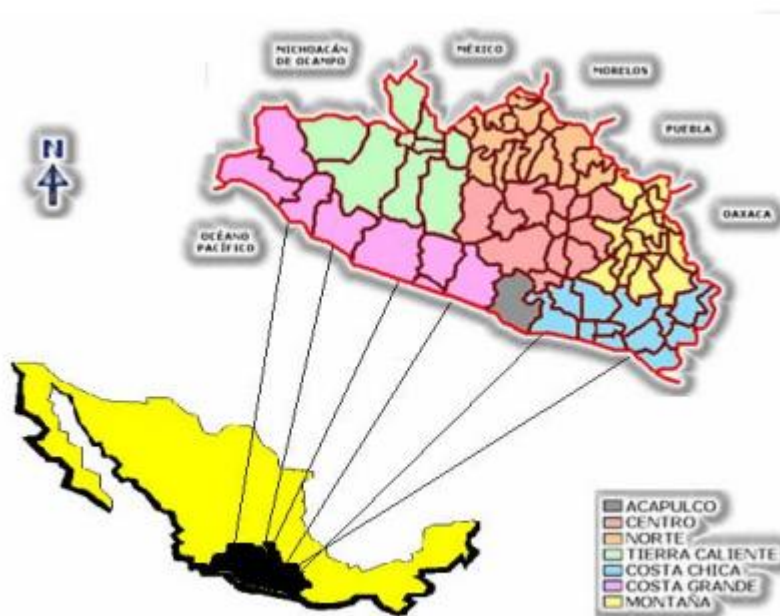 MICHOACÁN
DE OCAMPO
MÉXICO
MORELOS
PUEBLA
OAXACA
N
OCÉANO
PACÍFICO
ACAPULCO
CENTRO
NORTE
TIERRA CALIENTE
COSTA CHICA
COSTA GRANDE
MONTAÑA